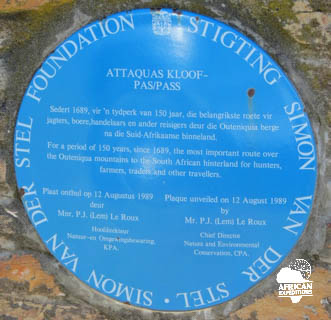 SIMON VAN DER STEL FOUNDATION
STIGTING SIMON VAN DER STEL
ATTAQUAS KLOOF-
PAS/PASS
Sedert 1689, vir 'n tydperk van 150 jaar, die belangrikste roete vir
jagters, boere, handelaars en ander reisigers deur die Outeniqua berge
na die Suid-Afrikaanse binneland.
For a period of 150 years, since 1689, the most important route over
the Outeniqua mountains to the South African hinterland for hunters,
farmers, traders and other travellers.
Plaat onthul op 12 Augustus 1989
deur
Mnr. P.J. (Lem) Le Roux
Hoofdirekteur
Natuur-en Omgewingsbewaring,
KPA.
Plaque unveiled on 12 August 1989
by
Mr. P.J. (Lem) Le Roux
Chief Director
Nature and Environmental
Conservation, CPA.
AFRICAN
EXPEDITIONS